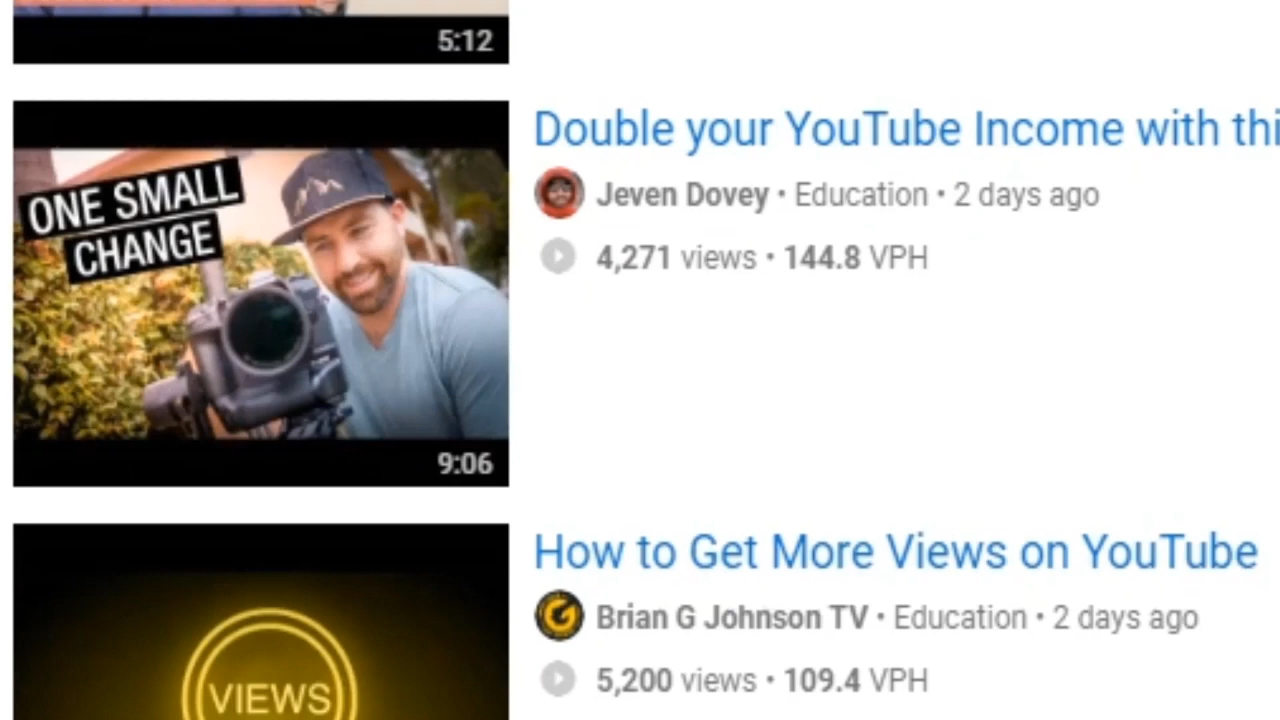 5:12
ONE SMALL
CHANGE
9:06
Double your YouTube Income with thi
Jeven Dovey • Education • 2 days ago
4,271 views • 144.8 VPH
VIEWS
How to Get More Views on YouTube
Brian G Johnson TV • Education • 2 days ago
5,200 views • 109.4 VPH